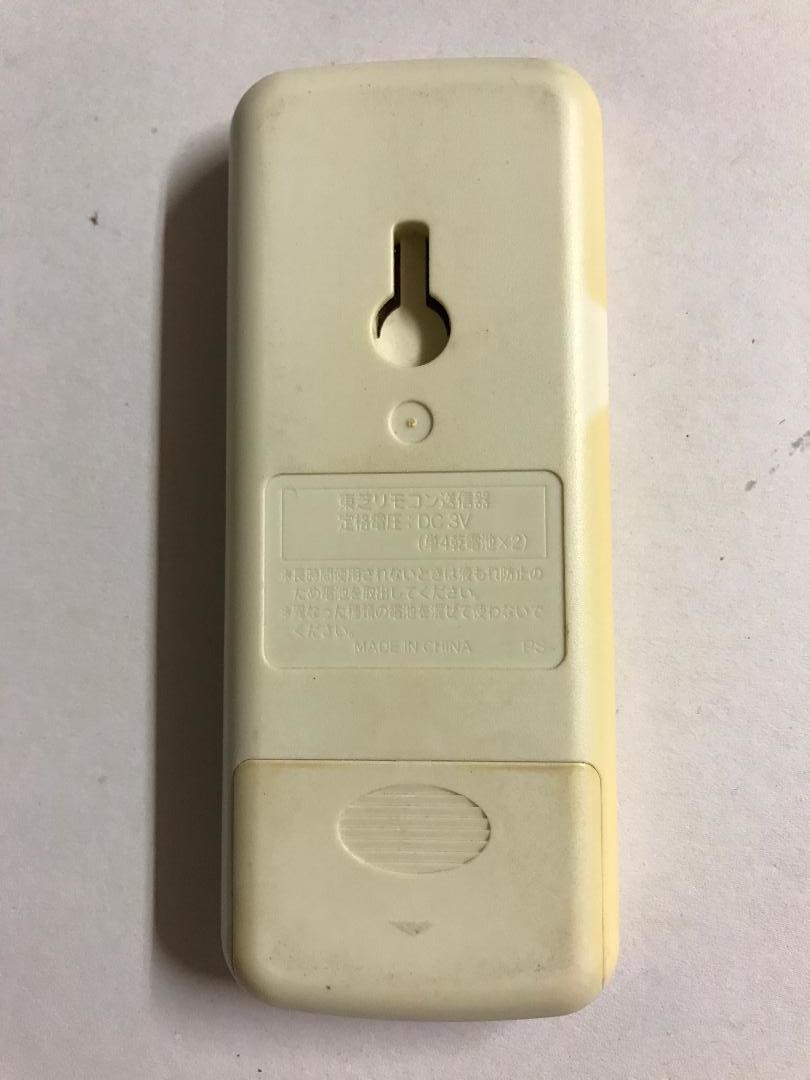 東芝リモコン送信器
定格電圧：DC 3V
(単4乾電池×2)
※長時間使用されないときは液もれ防止の
ため電池を取出してください。
※異なった種類の電池を混ぜて使わないで
ください。
MADE IN CHINA PS